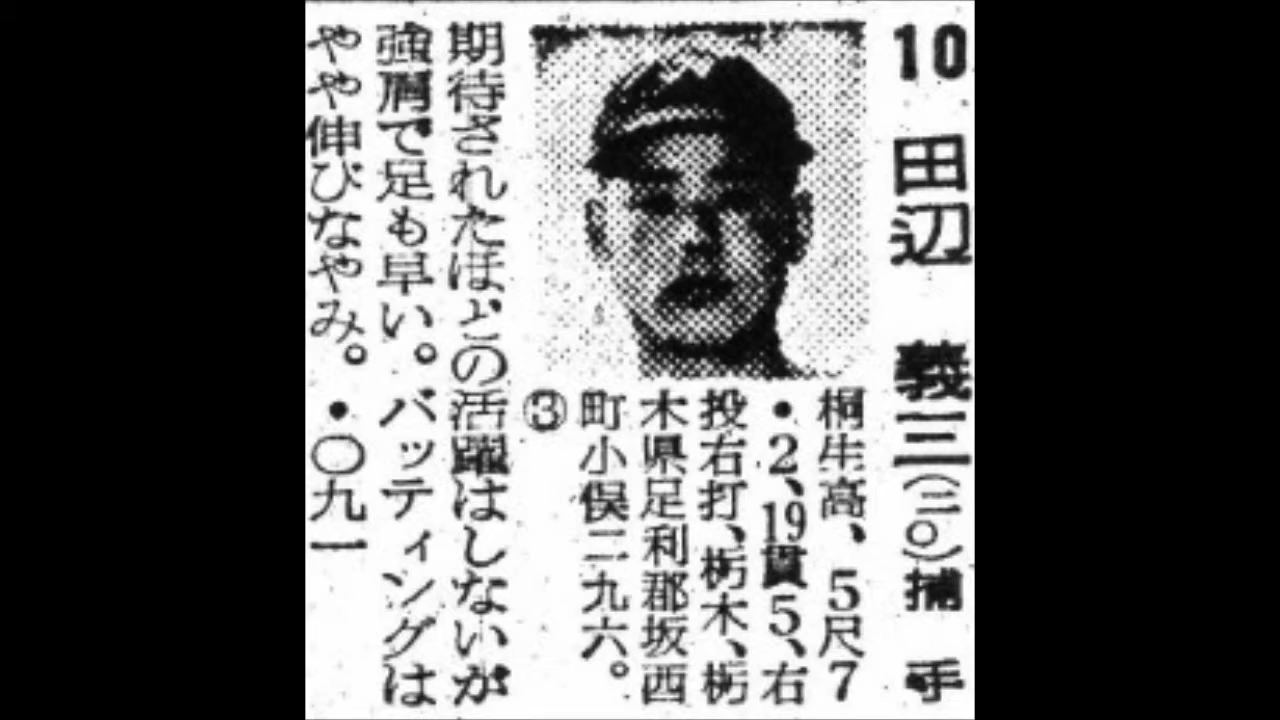 10 田辺 義三(二〇)捕手
桐生高、5尺7
・2、19貫5、右
投右打、栃木、栃
木県足利郡坂西
町小俣二九六。
③
期待されたほどの活躍はしないが
強肩で足も早い。バッティングは
やや伸びなやみ。・〇九一